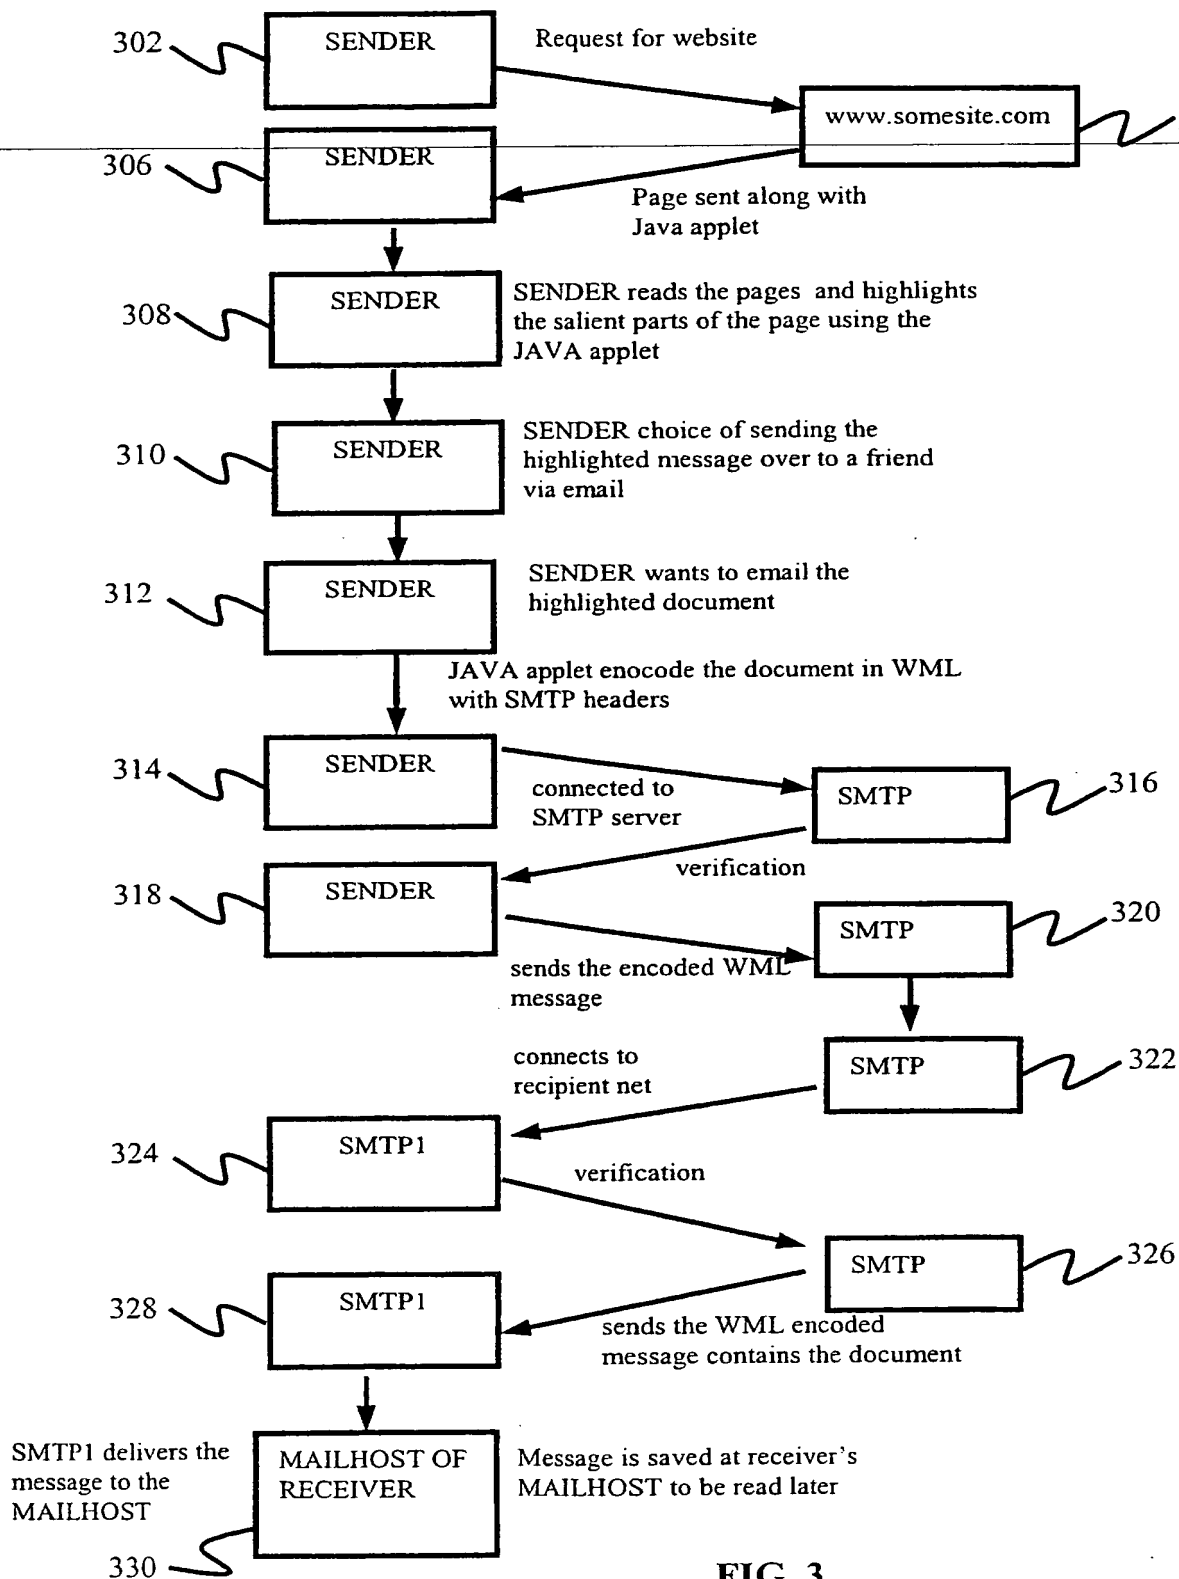 302
SENDER
Request for website
www.somesite.com
306
SENDER
Page sent along with
Java applet
308
SENDER
SENDER reads the pages and highlights
the salient parts of the page using the
JAVA applet
310
SENDER
SENDER choice of sending the
highlighted message over to a friend
via email
312
SENDER
SENDER wants to email the
highlighted document
JAVA applet enocode the document in WML
with SMTP headers
314
SENDER
connected to
SMTP server
SMTP
316
verification
318
SENDER
SMTP
320
sends the encoded WML
message
connects to
recipient net
SMTP
322
324
SMTP1
verification
SMTP
326
328
SMTP1
sends the WML encoded
message contains the document
SMTP1 delivers the
message to the
MAILHOST
MAILHOST OF
RECEIVER
Message is saved at receiver's
MAILHOST to be read later
330
FIG. 3